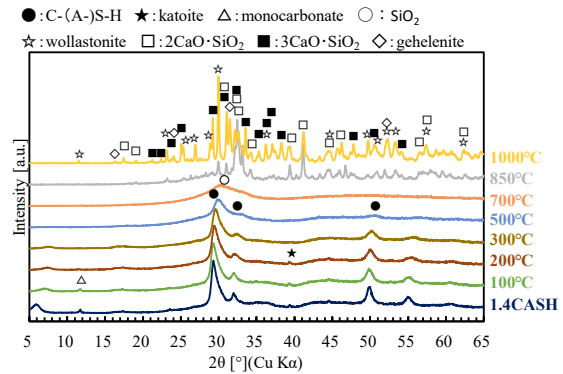 ●:C-(A-)S-H ★:katoite △:monocarbonate ○: SiO₂
☆:wollastonite □:2CaO·SiO₂ ■:3CaO·SiO₂ ◇:gehelenite
Intensity [a.u.]
1000℃
850℃
700℃
500℃
300℃
200℃
100℃
1.4CASH
5 10 15 20 25 30 35 40 45 50 55 60 65
2θ [°](Cu Kα)